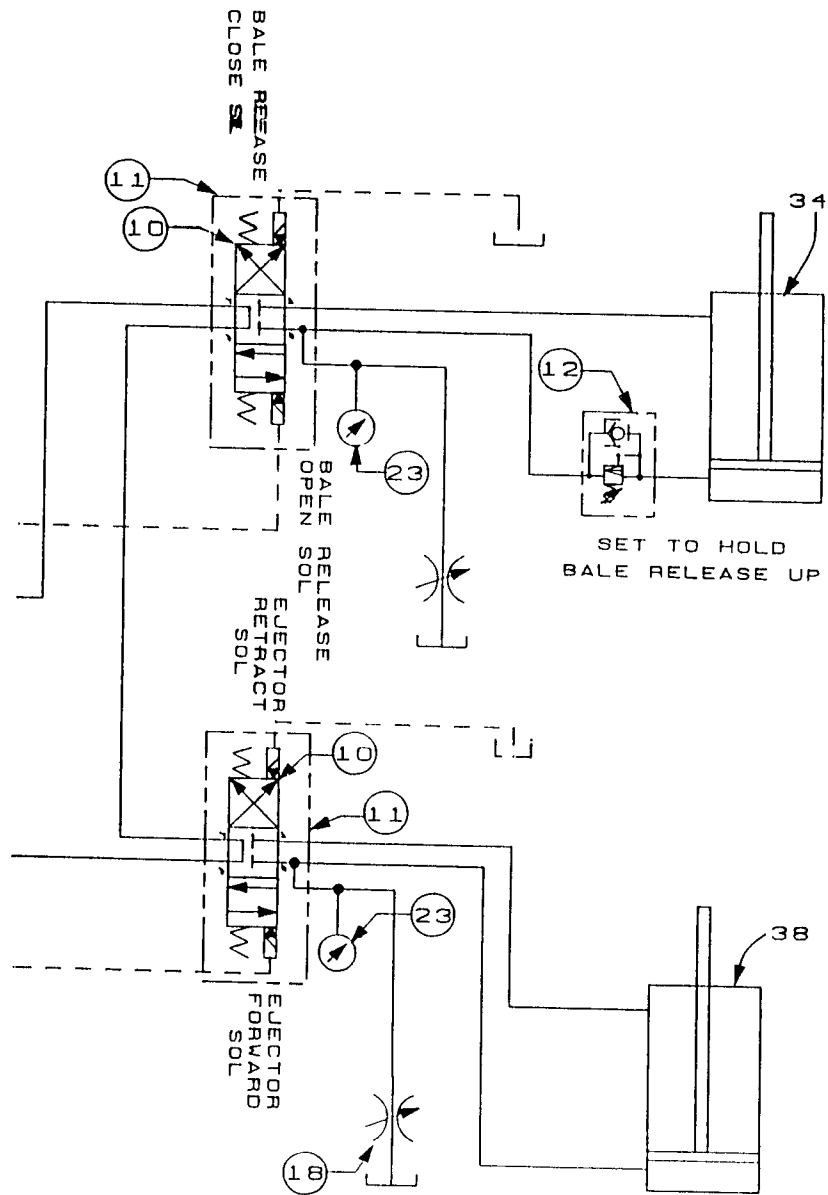 BALE RELEASE
CLOSE SOL
11
10
34
12
23
SET TO HOLD
BALE RELEASE UP
BALE RELEASE
OPEN SOL
EJECTOR
RETRACT
SOL
10
11
23
38
EJECTOR
FORWARD
SOL
18